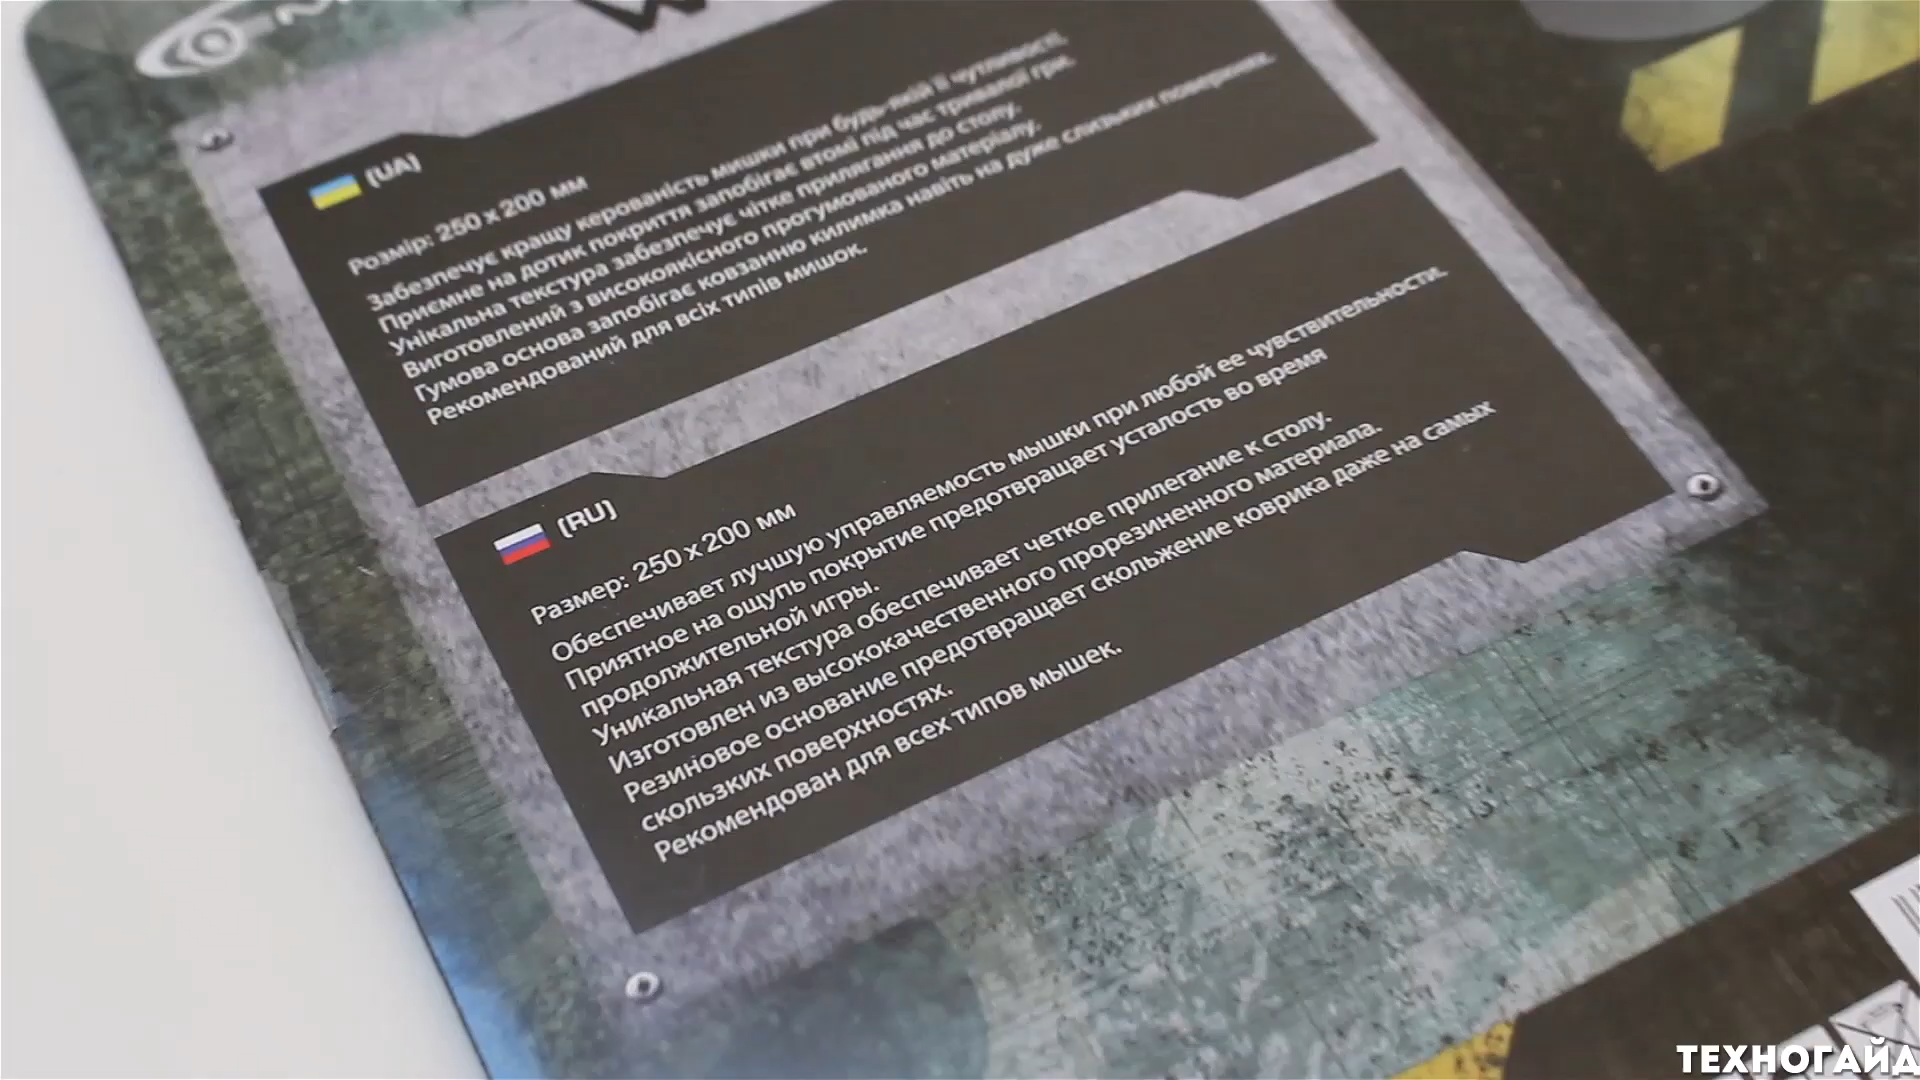 (UA)
Розмір: 250 x 200 мм
Забезпечує кращу керованість мишки при будь-якій її чутливості.
Приємне на дотик покриття запобігає втомі під час тривалої гри.
Унікальна текстура забезпечує чітке прилягання до столу.
Виготовлений з високоякісного прогумованого матеріалу.
Гумова основа запобігає ковзанню килимка навіть на дуже слизьких поверхнях.
Рекомендований для всіх типів мишок.
(RU)
Размер: 250 x 200 мм
Обеспечивает лучшую управляемость мышки при любой ее чувствительности.
Приятное на ощупь покрытие предотвращает усталость во время
продолжительной игры.
Уникальная текстура обеспечивает четкое прилегание к столу.
Изготовлен из высококачественного прорезиненного материала.
Резиновое основание предотвращает скольжение коврика даже на самых
скользких поверхностях.
Рекомендован для всех типов мышек.
ТЕХНОГАЙД